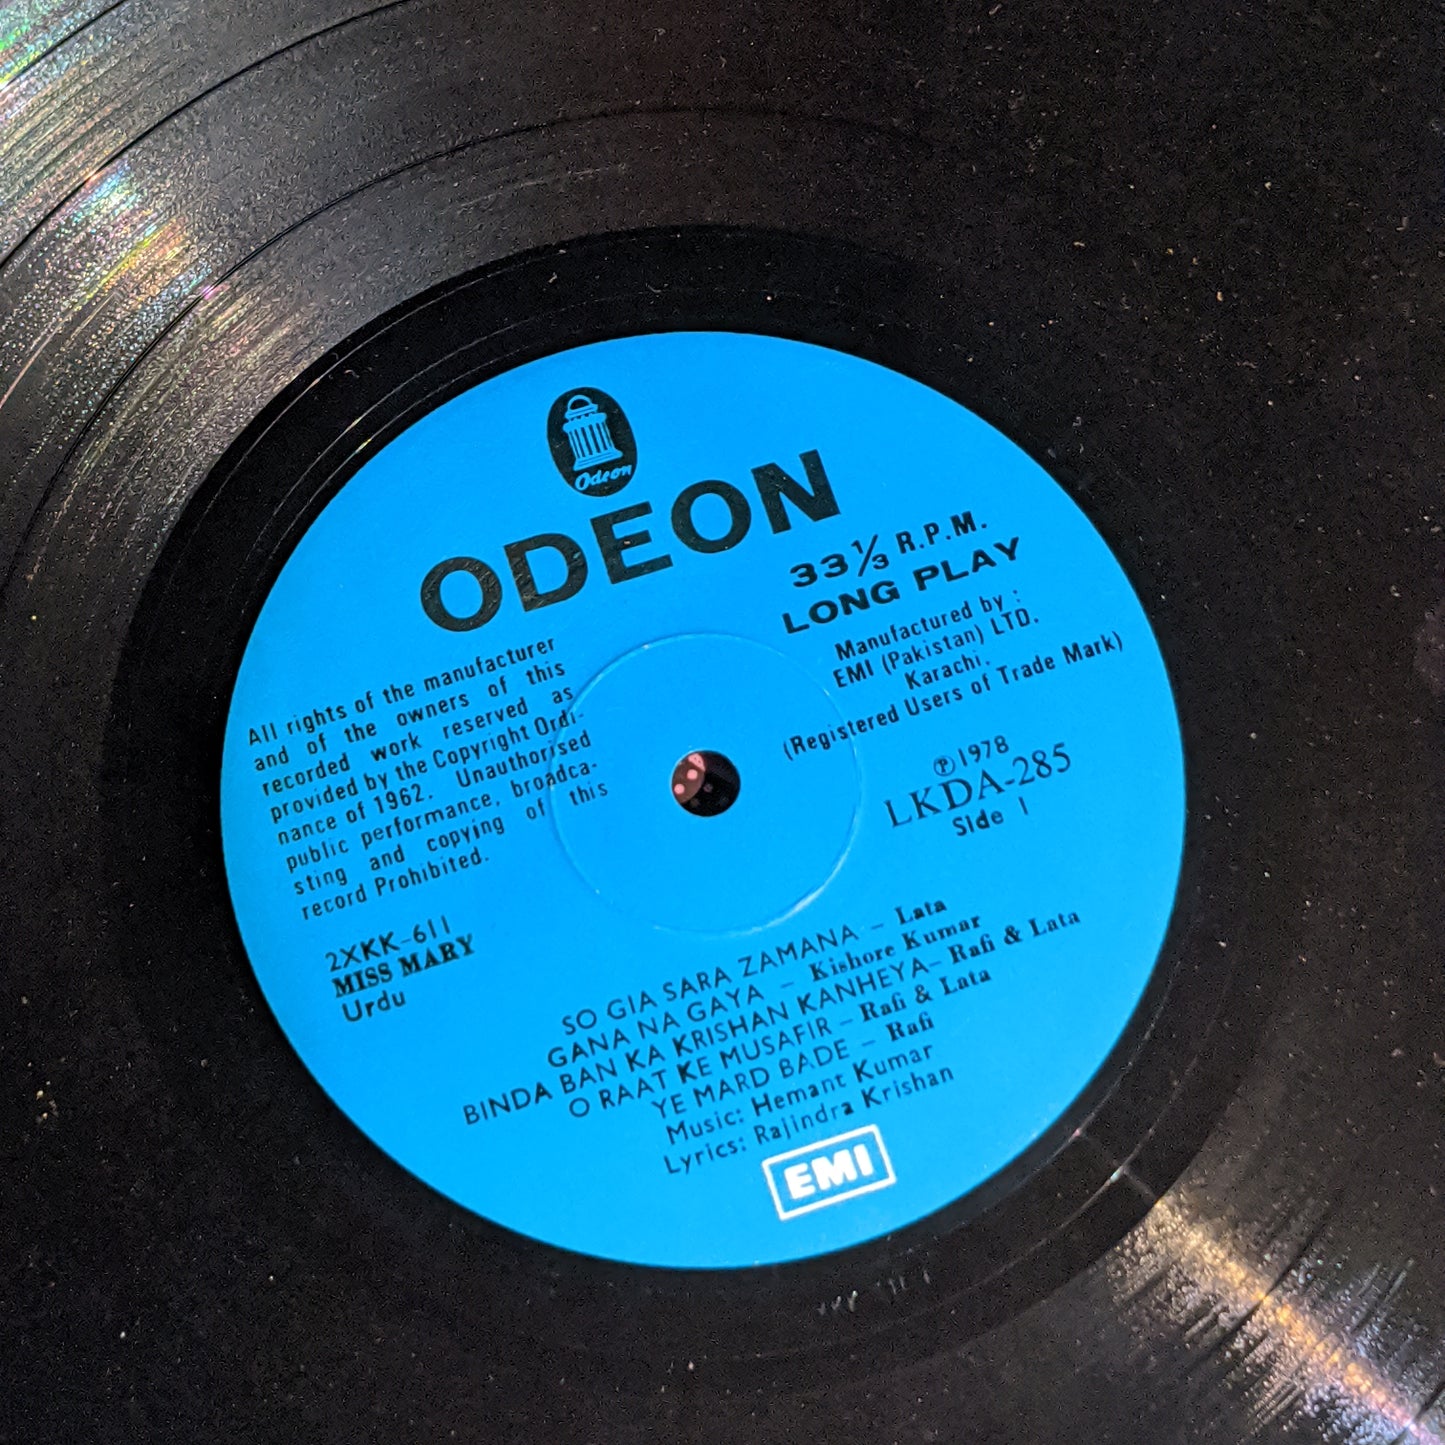 Odeon
ODEON
33⅓ R.P.M.
LONG PLAY
Manufactured by :
EMI (Pakistan) LTD.
Karachi.
(Registered Users of Trade Mark)
All rights of the manufacturer
and of the owners of this
recorded work reserved as
provided by the Copyright Ordi-
nance of 1962. Unauthorised
public performance, broadca-
sting and copying of this
record Prohibited.
℗ 1978
LKDA-285
Side 1
2XKK-611
MISS MARY
Urdu
SO GIA SARA ZAMANA – Lata
GANA NA GAYA – Kishore Kumar
BINDA BAN KA KRISHAN KANHEYA– Rafi & Lata
O RAAT KE MUSAFIR – Rafi & Lata
YE MARD BADE – Rafi
Music: Hemant Kumar
Lyrics: Rajindra Krishan
EMI